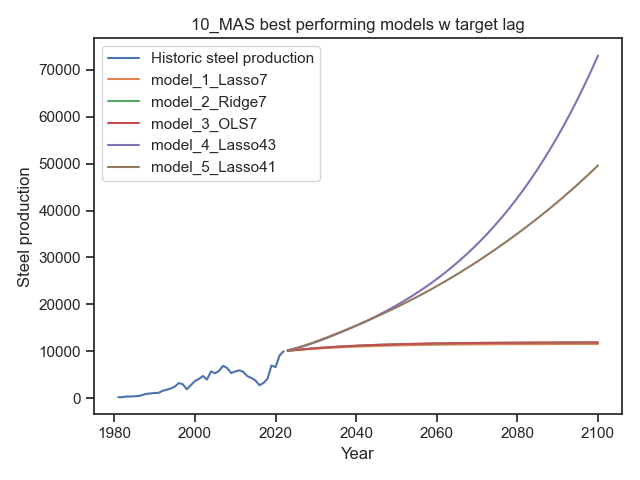 10_MAS best performing models w target lag
Historic steel production
model_1_Lasso7
model_2_Ridge7
model_3_OLS7
model_4_Lasso43
model_5_Lasso41
Steel production
70000
60000
50000
40000
30000
20000
10000
0
1980
2000
2020
2040
2060
2080
2100
Year